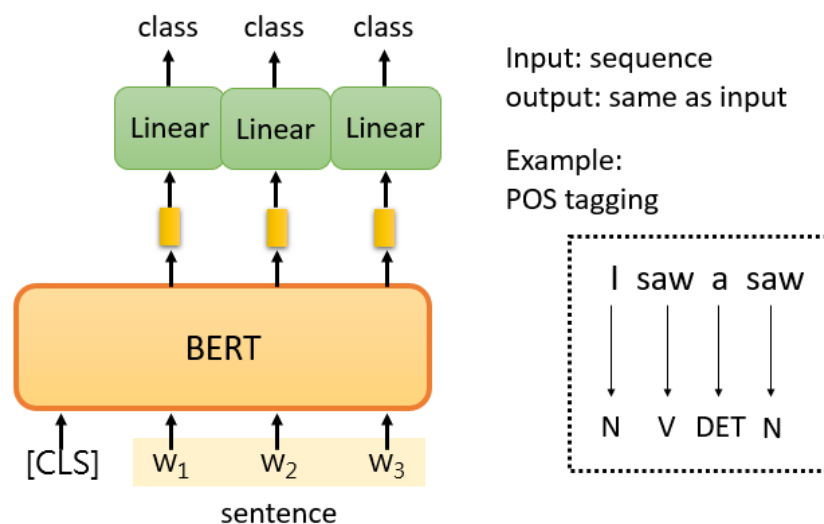 class class class
Linear Linear Linear
BERT
[CLS] w1 w2 w3
sentence
Input: sequence
output: same as input
Example:
POS tagging
I saw a saw
N V DET N